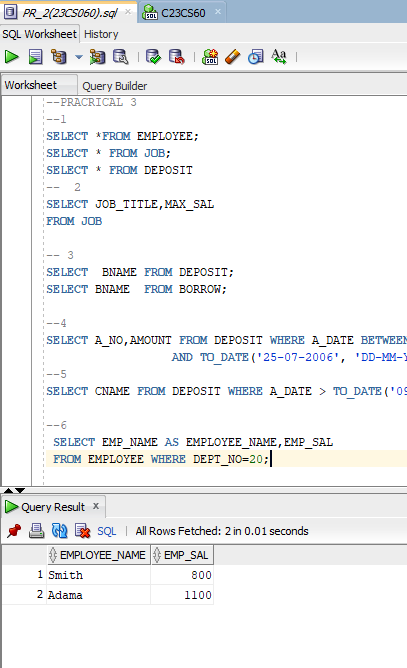 PR_2(23CS060).sql × C23CS60
SQL Worksheet History
Aa
Worksheet Query Builder
--PRACRICAL 3
--1
SELECT *FROM EMPLOYEE;
SELECT * FROM JOB;
SELECT * FROM DEPOSIT
-- 2
SELECT JOB_TITLE,MAX_SAL
FROM JOB
-- 3
SELECT BNAME FROM DEPOSIT;
SELECT BNAME FROM BORROW;
--4
SELECT A_NO,AMOUNT FROM DEPOSIT WHERE A_DATE BETWEEN
AND TO_DATE('25-07-2006', 'DD-MM-Y
--5
SELECT CNAME FROM DEPOSIT WHERE A_DATE > TO_DATE('09
--6
SELECT EMP_NAME AS EMPLOYEE_NAME,EMP_SAL
FROM EMPLOYEE WHERE DEPT_NO=20;
Query Result ×
SQL | All Rows Fetched: 2 in 0.01 seconds
EMPLOYEE_NAME EMP_SAL
1 Smith 800
2 Adama 1100